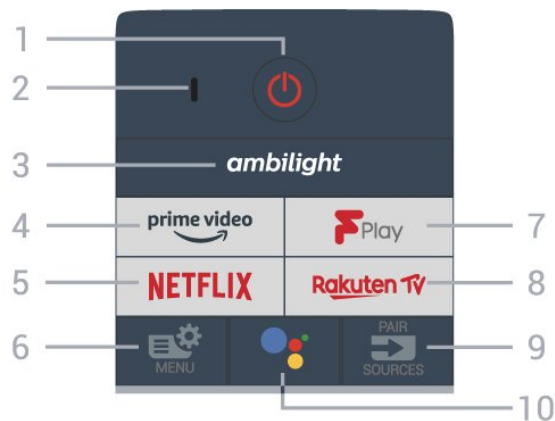 1
2
3
ambilight
4
prime video
FPlay
7
5
NETFLIX
Rakuten TV
8
6
MENU
PAIR
SOURCES
9
10